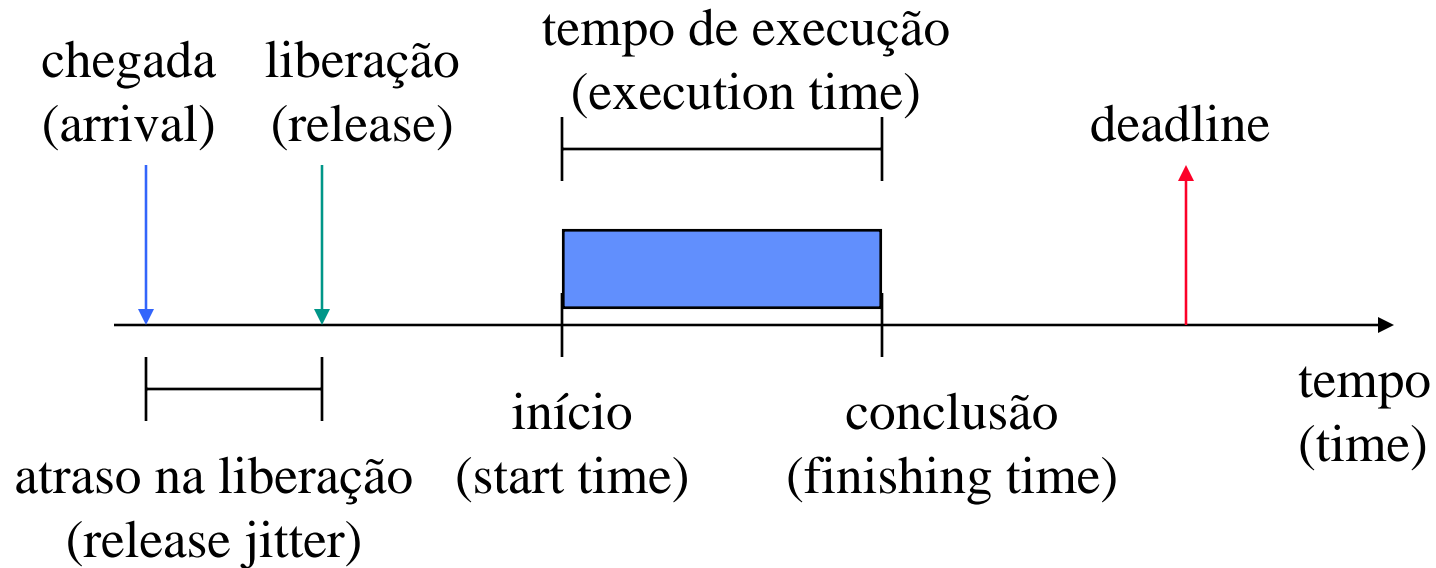 tempo de execução
(execution time)
chegada
(arrival)
liberação
(release)
deadline
tempo
(time)
início
(start time)
conclusão
(finishing time)
atraso na liberação
(release jitter)